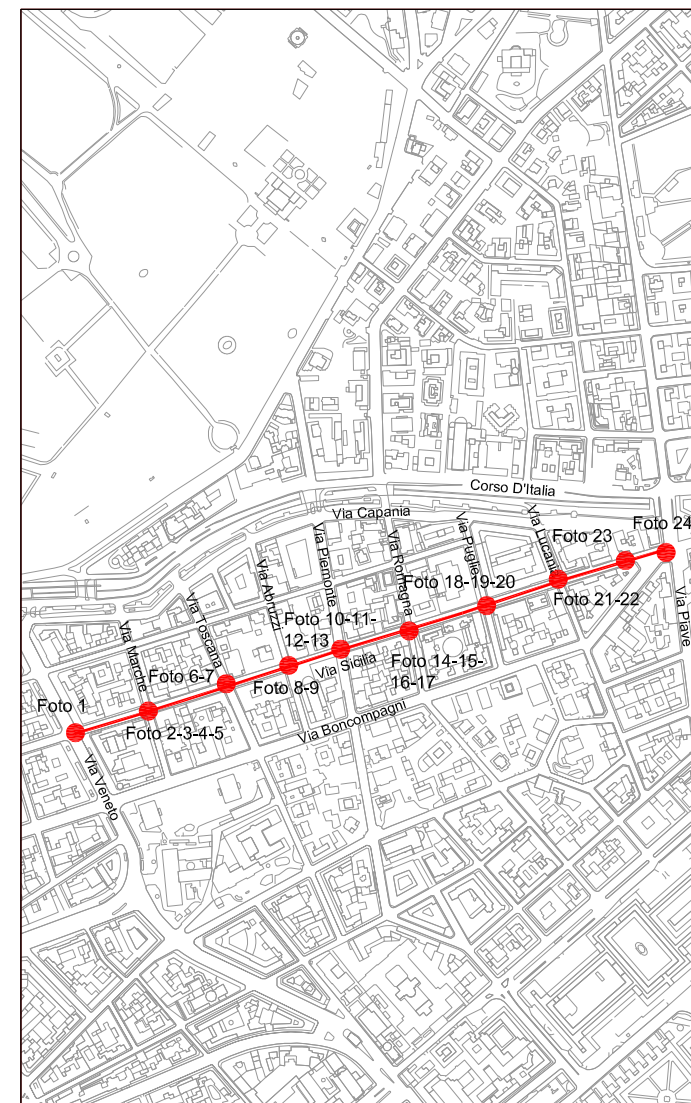 Corso D'Italia
Via Capania
Via Piemonte
Via Romagna
Via Puglie
Via Lucania
Foto 24
Foto 23
Via Abruzzi
Foto 18-19-20
Foto 21-22
Via Piave
Via Toscana
Foto 10-11-
12-13
Via Marche
Foto 6-7
Foto 8-9
Via Sicilia
Foto 14-15-
16-17
Foto 1
Foto 2-3-4-5
Via Boncompagni
Via Veneto